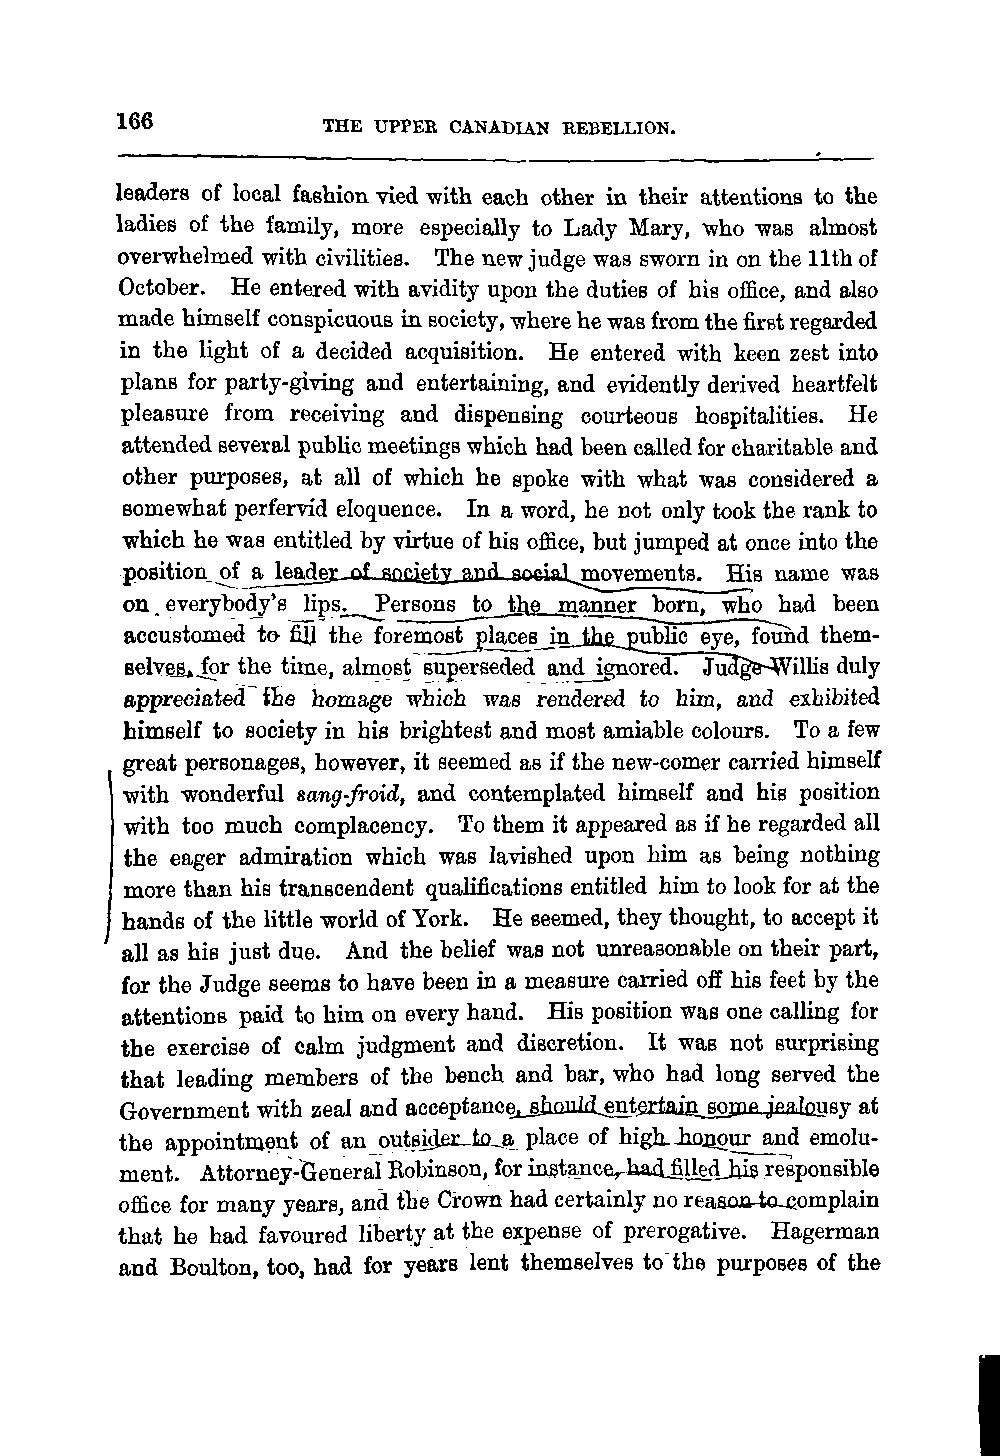 166
THE UPPER CANADIAN REBELLION.
leaders of local fashion vied with each other in their attentions to the
ladies of the family, more especially to Lady Mary, who was almost
overwhelmed with civilities. The new judge was sworn in on the 11th of
October. He entered with avidity upon the duties of his office, and also
made himself conspicuous in society, where he was from the first regarded
in the light of a decided acquisition. He entered with keen zest into
plans for party-giving and entertaining, and evidently derived heartfelt
pleasure from receiving and dispensing courteous hospitalities. He
attended several public meetings which had been called for charitable and
other purposes, at all of which he spoke with what was considered a
somewhat perfervid eloquence. In a word, he not only took the rank to
which he was entitled by virtue of his office, but jumped at once into the
position of a leader of society and social movements. His name was
on everybody's lips. Persons to the manner born, who had been
accustomed to fill the foremost places in the public eye, found them-
selves, for the time, almost superseded and ignored. Judge Willis duly
appreciated the homage which was rendered to him, and exhibited
himself to society in his brightest and most amiable colours. To a few
great personages, however, it seemed as if the new-comer carried himself
with wonderful sang-froid, and contemplated himself and his position
with too much complacency. To them it appeared as if he regarded all
the eager admiration which was lavished upon him as being nothing
more than his transcendent qualifications entitled him to look for at the
hands of the little world of York. He seemed, they thought, to accept it
all as his just due. And the belief was not unreasonable on their part,
for the Judge seems to have been in a measure carried off his feet by the
attentions paid to him on every hand. His position was one calling for
the exercise of calm judgment and discretion. It was not surprising
that leading members of the bench and bar, who had long served the
Government with zeal and acceptance, should entertain some jealousy at
the appointment of an outsider to a place of high honour and emolu-
ment. Attorney-General Robinson, for instance, had filled his responsible
office for many years, and the Crown had certainly no reason to complain
that he had favoured liberty at the expense of prerogative. Hagerman
and Boulton, too, had for years lent themselves to the purposes of the